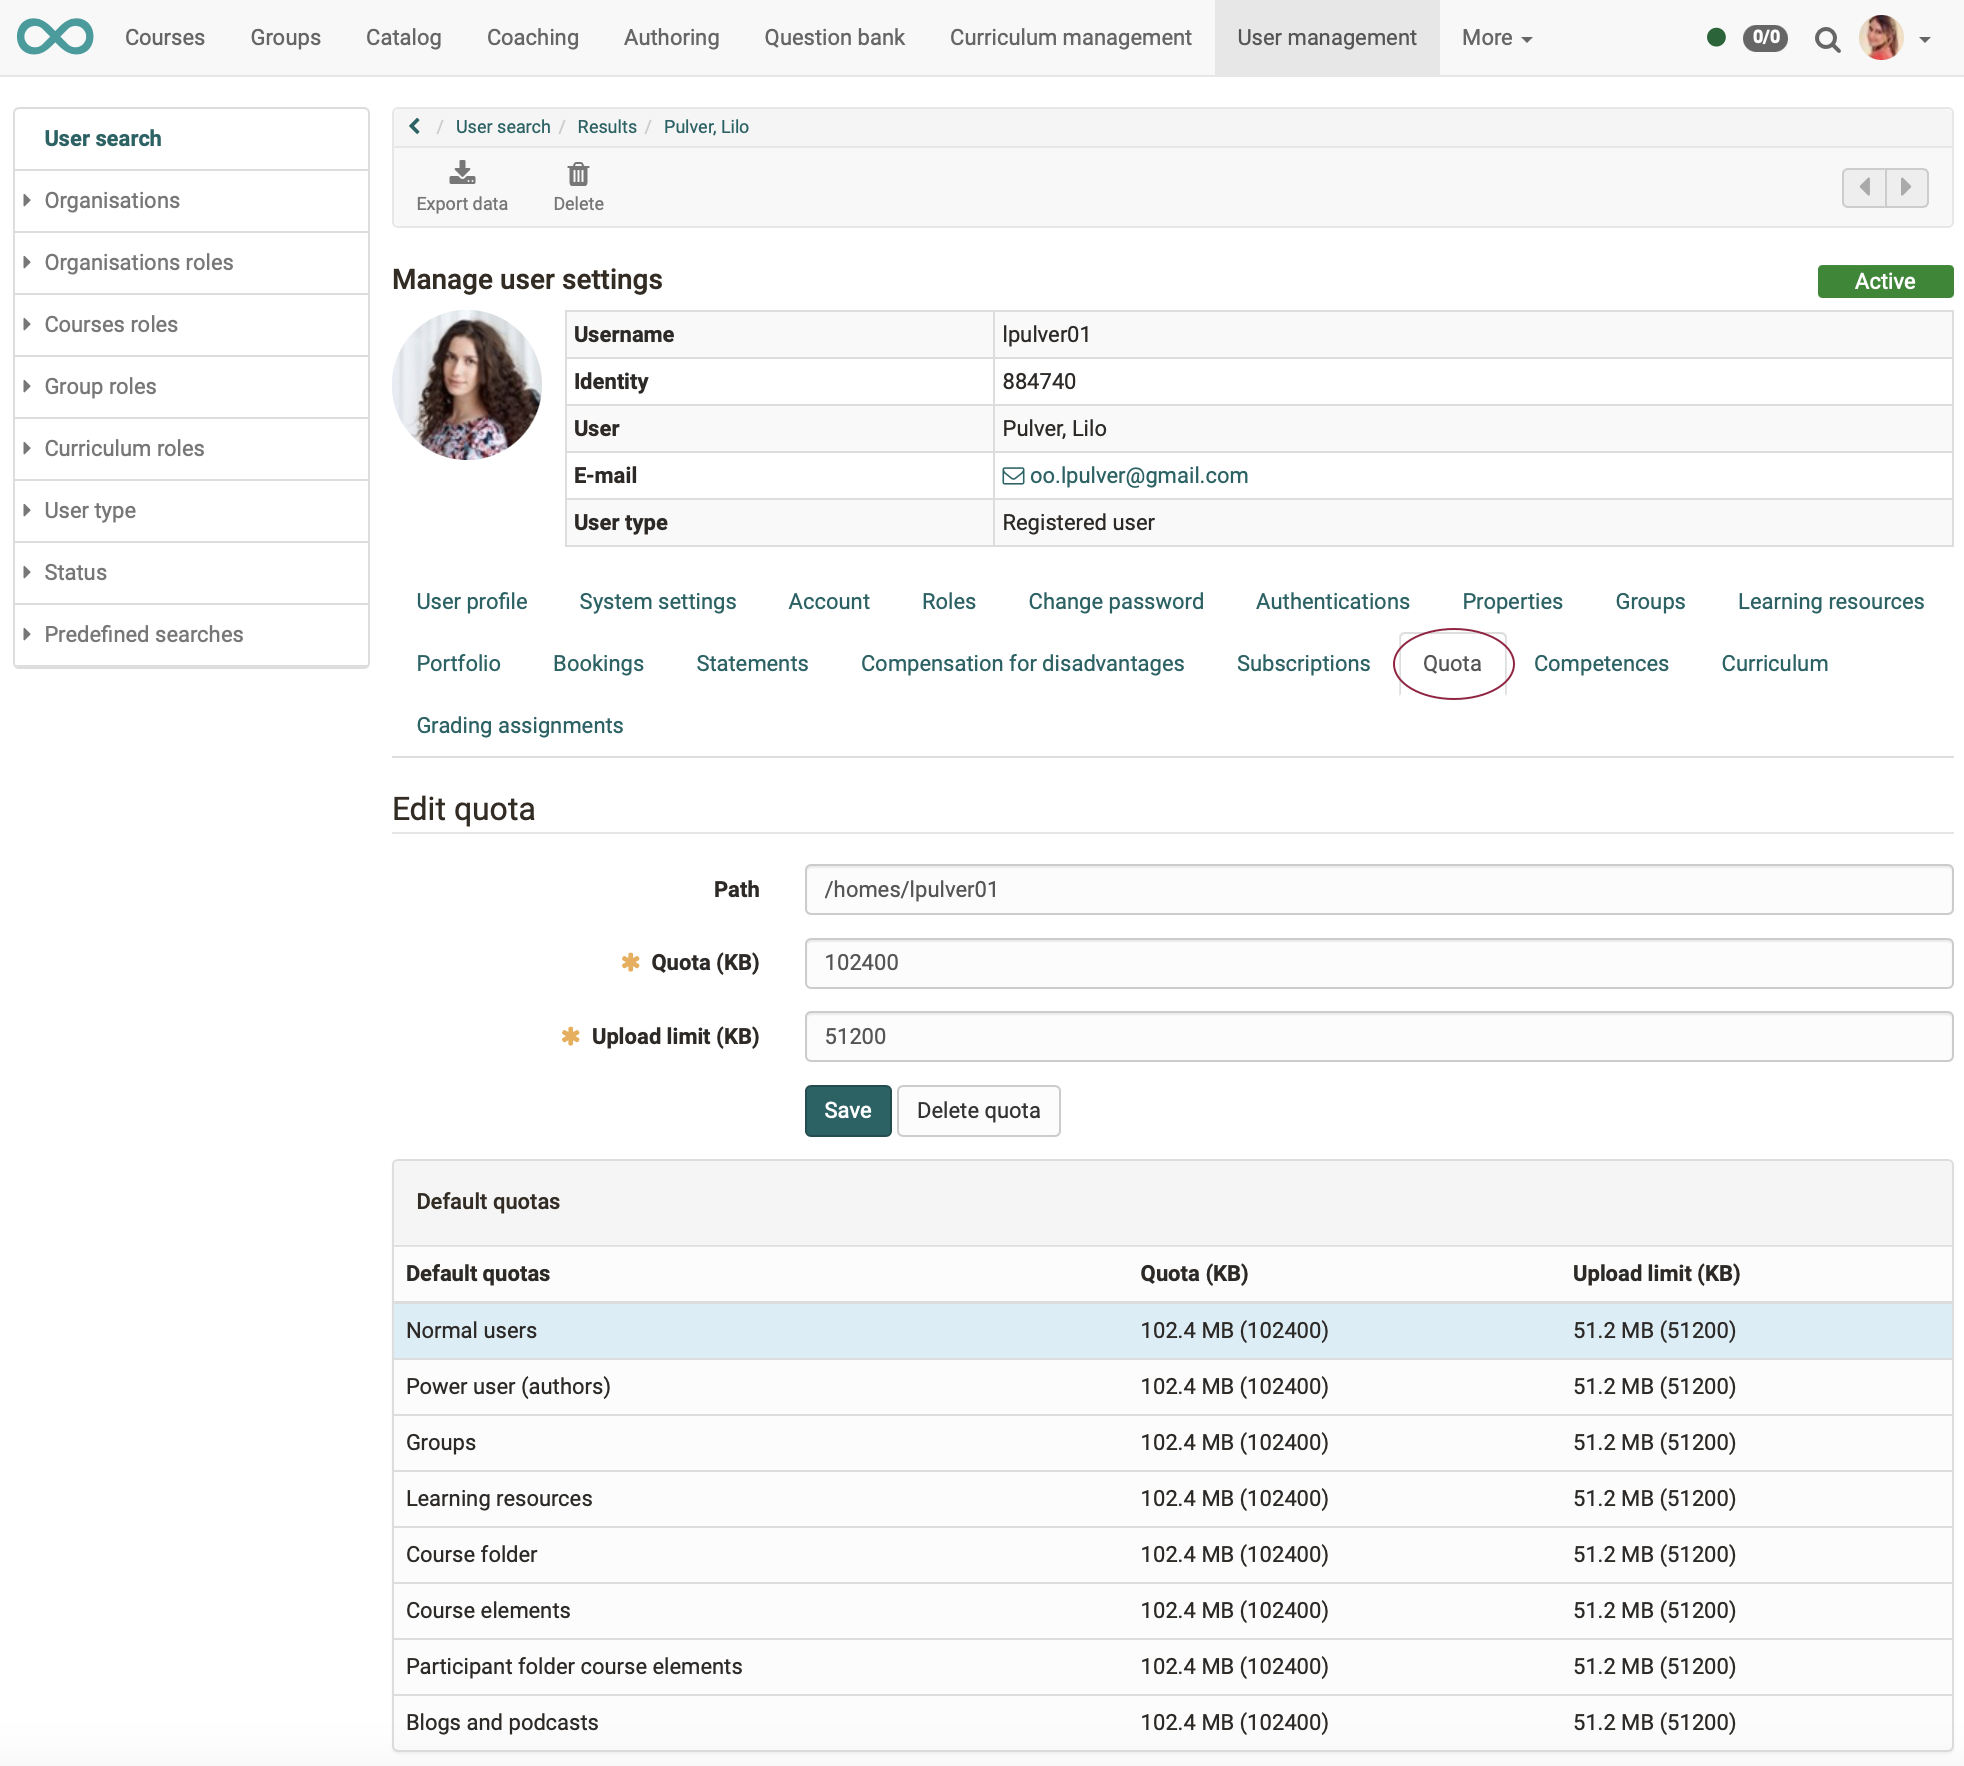 Courses Groups Catalog Coaching Authoring Question bank Curriculum management User management More 0/0
User search
Organisations
Organisations roles
Courses roles
Group roles
Curriculum roles
User type
Status
Predefined searches
/ User search / Results / Pulver, Lilo
Export data Delete
Manage user settings Active
Username lpulver01
Identity 884740
User Pulver, Lilo
E-mail oo.lpulver@gmail.com
User type Registered user
User profile System settings Account Roles Change password Authentications Properties Groups Learning resources
Portfolio Bookings Statements Compensation for disadvantages Subscriptions Quota Competences Curriculum
Grading assignments
Edit quota
Path /homes/lpulver01
✱ Quota (KB) 102400
✱ Upload limit (KB) 51200
Save Delete quota
Default quotas
Default quotas Quota (KB) Upload limit (KB)
Normal users 102.4 MB (102400) 51.2 MB (51200)
Power user (authors) 102.4 MB (102400) 51.2 MB (51200)
Groups 102.4 MB (102400) 51.2 MB (51200)
Learning resources 102.4 MB (102400) 51.2 MB (51200)
Course folder 102.4 MB (102400) 51.2 MB (51200)
Course elements 102.4 MB (102400) 51.2 MB (51200)
Participant folder course elements 102.4 MB (102400) 51.2 MB (51200)
Blogs and podcasts 102.4 MB (102400) 51.2 MB (51200)